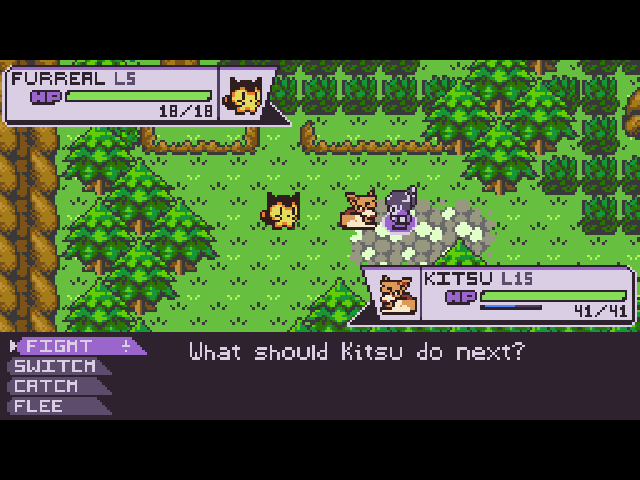 FURREAL L5
HP
18/18
KITSU L15
HP
41/41
FIGHT
SWITCH
CATCH
FLEE
What should Kitsu do next?